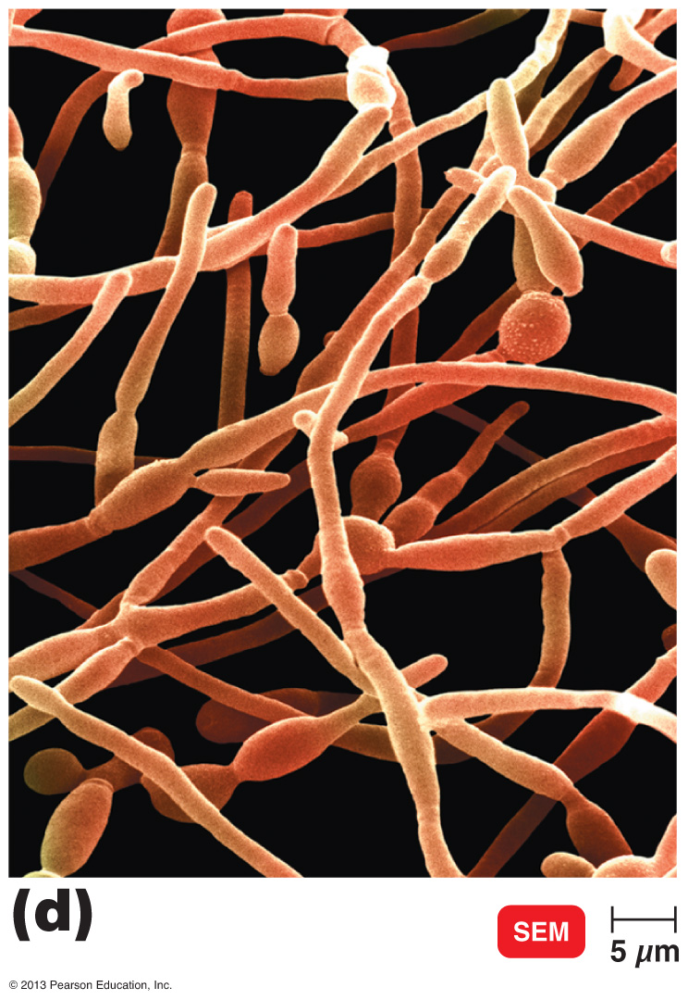 (d)
SEM
5 μm
© 2013 Pearson Education, Inc.